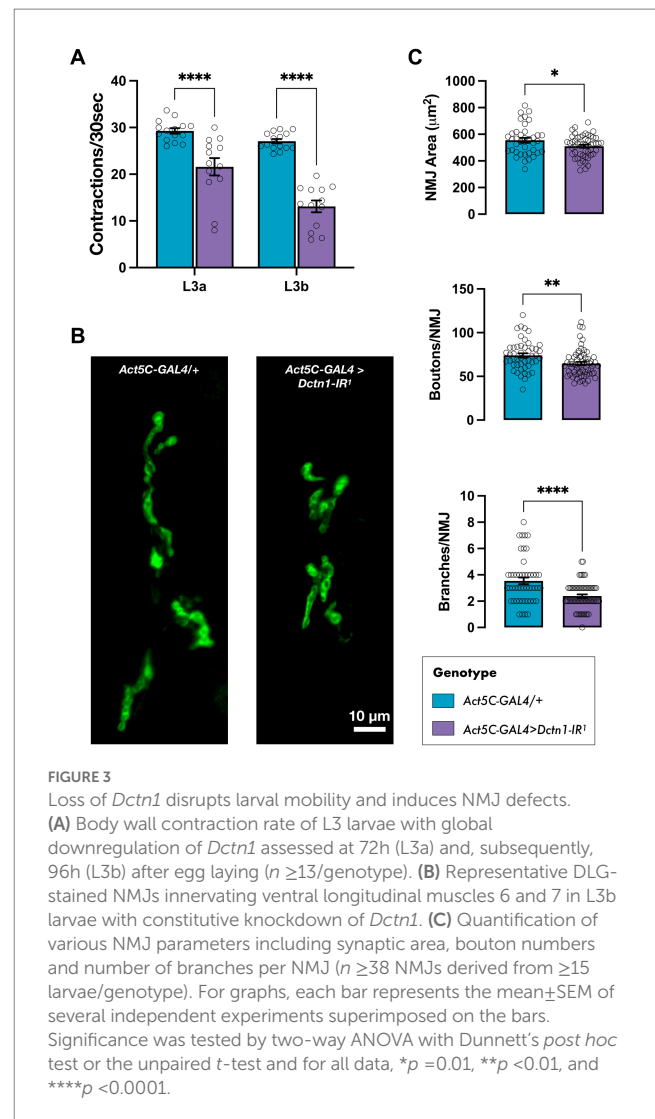 A
****
****
Contractions/30sec
40
30
20
10
0
L3a
L3b
B
Act5C-GAL4/+
Act5C-GAL4 >
Dctn1-IR¹
10 µm
C
*
NMJ Area (µm²)
1000
800
600
400
200
0
**
Boutons/NMJ
150
100
50
0
****
Branches/NMJ
10
8
6
4
2
0
Genotype
Act5C-GAL4/+
Act5C-GAL4>Dctn1-IR¹
FIGURE 3
Loss of Dctn1 disrupts larval mobility and induces NMJ defects.
(A) Body wall contraction rate of L3 larvae with global
downregulation of Dctn1 assessed at 72h (L3a) and, subsequently,
96h (L3b) after egg laying (n ≥13/genotype). (B) Representative DLG-
stained NMJs innervating ventral longitudinal muscles 6 and 7 in L3b
larvae with constitutive knockdown of Dctn1. (C) Quantification of
various NMJ parameters including synaptic area, bouton numbers
and number of branches per NMJ (n ≥38 NMJs derived from ≥15
larvae/genotype). For graphs, each bar represents the mean±SEM of
several independent experiments superimposed on the bars.
Significance was tested by two-way ANOVA with Dunnett's post hoc
test or the unpaired t-test and for all data, *p =0.01, **p <0.01, and
****p <0.0001.